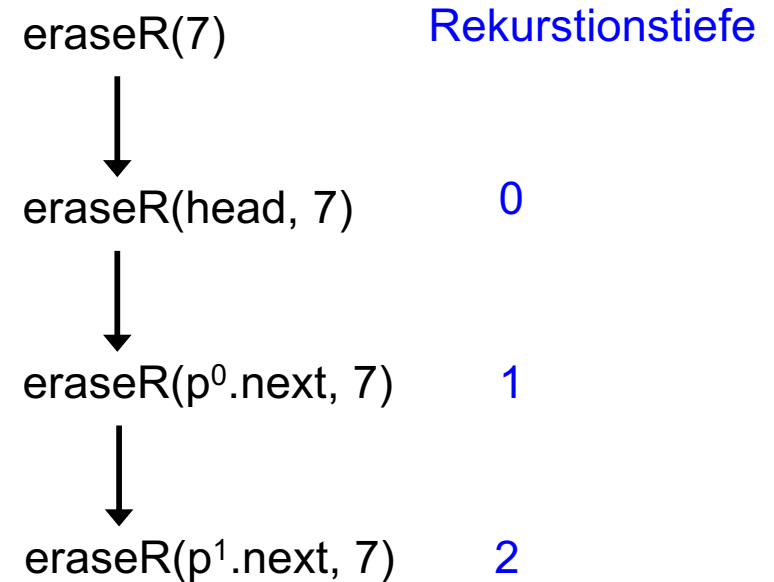 eraseR(7) Rekurstionstiefe
eraseR(head, 7) 0
eraseR(p⁰.next, 7) 1
eraseR(p¹.next, 7) 2